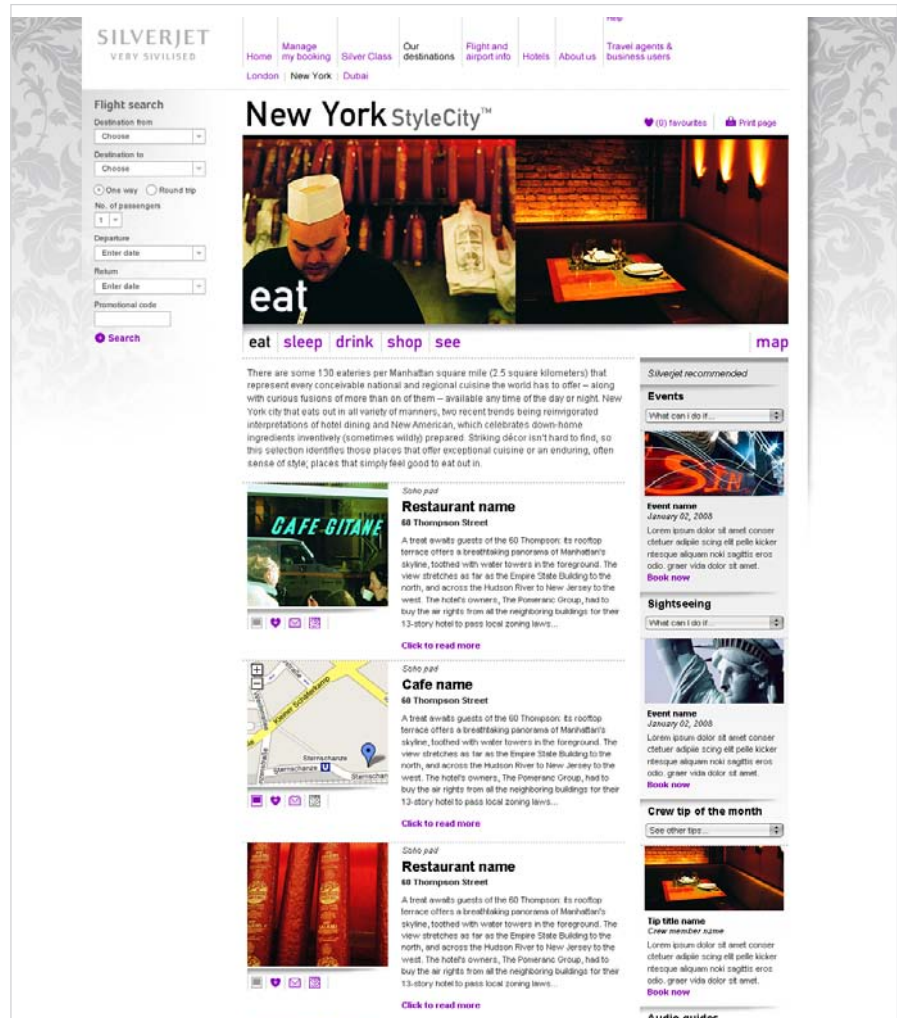 SILVERJET
VERY SIVILISED
Help
Home
Manage
my booking
Silver Class
Our
destinations
Flight and
airport info
Hotels
About us
Travel agents &
business users
London
New York
Dubai
Flight search
Destination from
Choose
Destination to
Choose
One way
Round trip
No. of passengers
1
Departure
Enter date
Return
Enter date
Promotional code
Search
New York StyleCity™
(0) favourites
Print page
eat
eat
sleep
drink
shop
see
map
There are some 130 eateries per Manhattan square mile (2.5 square kilometers) that
represent every conceivable national and regional cuisine the world has to offer – along
with curious fusions of more than on of them – available any time of the day or night. New
York city that eats out in all variety of manners, two recent trends being reinvigorated
interpretations of hotel dining and New American, which celebrates down-home
ingredients inventively (sometimes wildly) prepared. Striking décor isn't hard to find, so
this selection identifies those places that offer exceptional cuisine or an enduring, often
sense of style; places that simply feel good to eat out in.
CAFE GITANE
Soho pad
Restaurant name
60 Thompson Street
A treat awaits guests of the 60 Thompson: its rooftop
terrace offers a breathtaking panorama of Manhattan's
skyline, toothed with water towers in the foreground. The
view stretches as far as the Empire State Building to the
north, and across the Hudson River to New Jersey to the
west. The hotel's owners, The Pomeranc Group, had to
buy the air rights from all the neighboring buildings for their
13-story hotel to pass local zoning laws...
Click to read more
Kleiner Schäferkamp
Sternschanze
Sternschanze
U
Sternschan
Soho pad
Cafe name
60 Thompson Street
A treat awaits guests of the 60 Thompson: its rooftop
terrace offers a breathtaking panorama of Manhattan's
skyline, toothed with water towers in the foreground. The
view stretches as far as the Empire State Building to the
north, and across the Hudson River to New Jersey to the
west. The hotel's owners, The Pomeranc Group, had to
buy the air rights from all the neighboring buildings for their
13-story hotel to pass local zoning laws...
Click to read more
Soho pad
Restaurant name
60 Thompson Street
A treat awaits guests of the 60 Thompson: its rooftop
terrace offers a breathtaking panorama of Manhattan's
skyline, toothed with water towers in the foreground. The
view stretches as far as the Empire State Building to the
north, and across the Hudson River to New Jersey to the
west. The hotel's owners, The Pomeranc Group, had to
buy the air rights from all the neighboring buildings for their
13-story hotel to pass local zoning laws...
Click to read more
Silverjet recommended
Events
What can i do if...
Event name
January 02, 2008
Lorem ipsum dolor sit amet conser
ctetuer adipiie scing elit pelle kicker
ntesque aliquam noki sagittis eros
odio. graer vida dolor sit amet.
Book now
Sightseeing
What can I do if...
Event name
January 02, 2008
Lorem ipsum dolor sit amet conser
ctetuer adipiie scing elit pelle kicker
ntesque aliquam noki sagittis eros
odio. graer vida dolor sit amet.
Book now
Crew tip of the month
See other tips...
Tip title name
Crew member name
Lorem ipsum dolor sit amet conser
ctetuer adipiie scing elit pelle kicker
ntesque aliquam noki sagittis eros
odio. graer vida dolor sit amet.
Book now
Audio guides